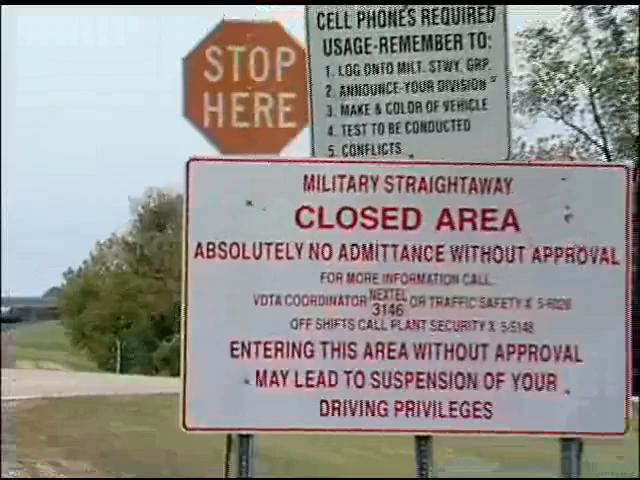 STOP
HERE
CELL PHONES REQUIRED
USAGE-REMEMBER TO:
1. LOG ONTO MILT. STWY. GRP.
2. ANNOUNCE-YOUR DIVISION
3. MAKE & COLOR OF VEHICLE
4. TEST TO BE CONDUCTED
5. CONFLICTS
MILITARY STRAIGHTAWAY
CLOSED AREA
ABSOLUTELY NO ADMITTANCE WITHOUT APPROVAL
FOR MORE INFORMATION CALL
VDTA COORDINATOR NEXTEL 3146 OR TRAFFIC SAFETY X 5-6028
OFF SHIFTS CALL PLANT SECURITY X 5-5148
ENTERING THIS AREA WITHOUT APPROVAL
MAY LEAD TO SUSPENSION OF YOUR
DRIVING PRIVILEGES